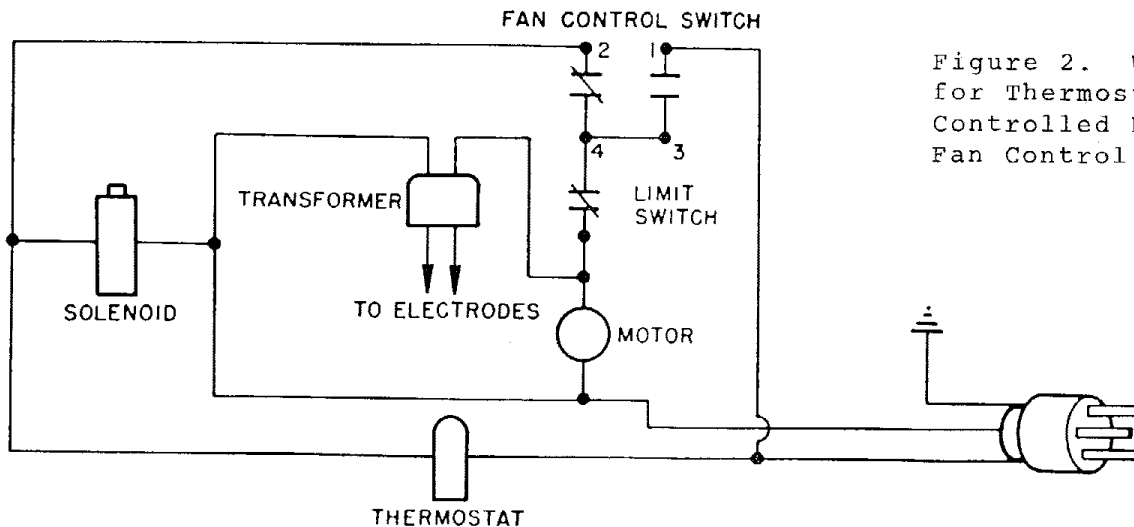 FAN CONTROL SWITCH
2
1
Figure 2.
for
Controlled
Fan Control
4
3
TRANSFORMER
LIMIT
SWITCH
SOLENOID
TO ELECTRODES
MOTOR
THERMOSTAT